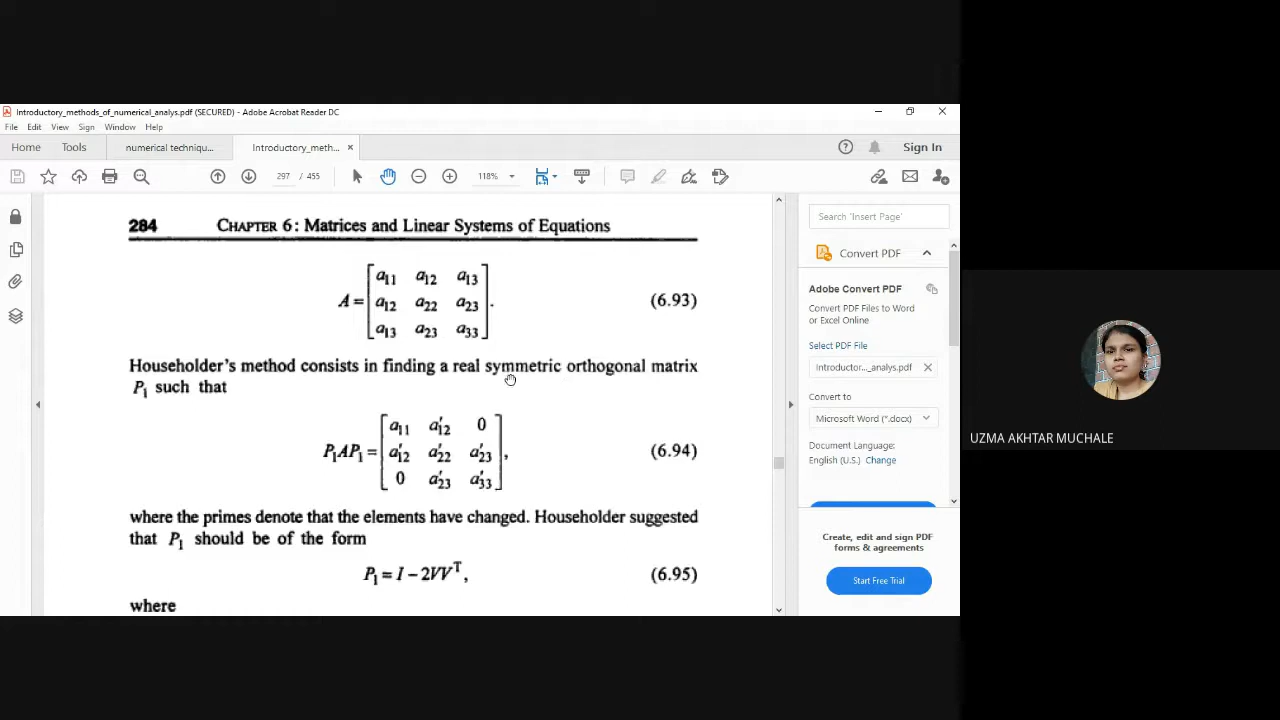 Introductory_methods_of_numerical_analys.pdf (SECURED) - Adobe Acrobat Reader DC
File Edit View Sign Window Help
Home Tools numerical techniqu... Introductory_meth... × Sign In
297 / 455 118%
284 CHAPTER 6: Matrices and Linear Systems of Equations
A = [ a11 a12 a13
a12 a22 a23
a13 a23 a33 ]. (6.93)
Householder's method consists in finding a real symmetric orthogonal matrix
P1 such that
P1AP1 = [ a11 a′12 0
a′12 a′22 a′23
0 a′23 a′33 ], (6.94)
where the primes denote that the elements have changed. Householder suggested
that P1 should be of the form
P1 = I − 2VVᵀ, (6.95)
where
Search 'Insert Page'
Convert PDF
Adobe Convert PDF
Convert PDF Files to Word
or Excel Online
Select PDF File
Introductor..._analys.pdf
Convert to
Microsoft Word (*.docx)
Document Language:
English (U.S.) Change
Create, edit and sign PDF
forms & agreements
Start Free Trial
UZMA AKHTAR MUCHALE